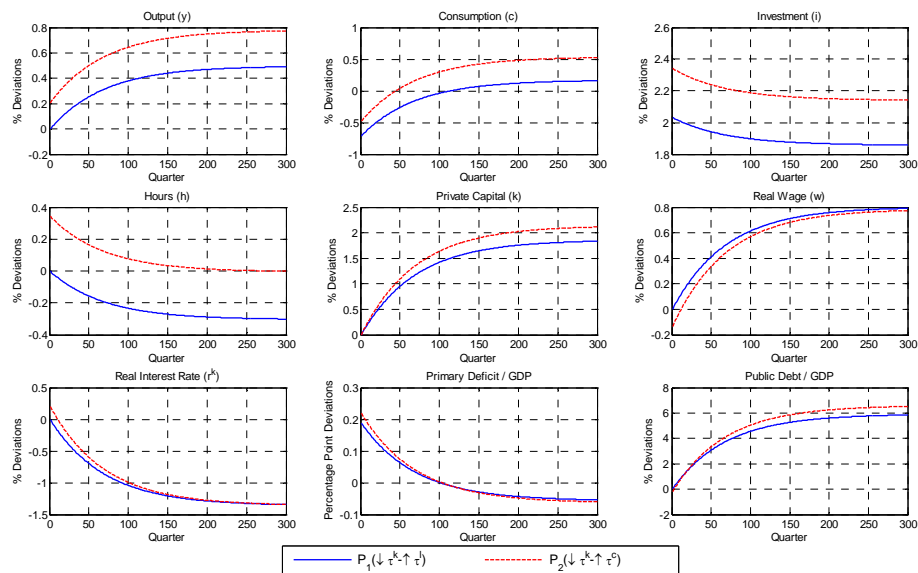 Output (y)
% Deviations
0.8
0.6
0.4
0.2
0
-0.2
0 50 100 150 200 250 300
Quarter
Consumption (c)
% Deviations
1
0.5
0
-0.5
-1
0 50 100 150 200 250 300
Quarter
Investment (i)
% Deviations
2.6
2.4
2.2
2
1.8
0 50 100 150 200 250 300
Quarter
Hours (h)
% Deviations
0.4
0.2
0
-0.2
-0.4
0 50 100 150 200 250 300
Quarter
Private Capital (k)
% Deviations
2.5
2
1.5
1
0.5
0
0 50 100 150 200 250 300
Quarter
Real Wage (w)
% Deviations
0.8
0.6
0.4
0.2
0
-0.2
0 50 100 150 200 250 300
Quarter
Real Interest Rate (r^k)
% Deviations
0.5
0
-0.5
-1
-1.5
0 50 100 150 200 250 300
Quarter
Primary Deficit / GDP
Percentage Point Deviations
0.3
0.2
0.1
0
-0.1
0 50 100 150 200 250 300
Quarter
Public Debt / GDP
% Deviations
8
6
4
2
0
-2
0 50 100 150 200 250 300
Quarter
P_1(↓ τ^k-↑ τ^l)
P_2(↓ τ^k-↑ τ^c)